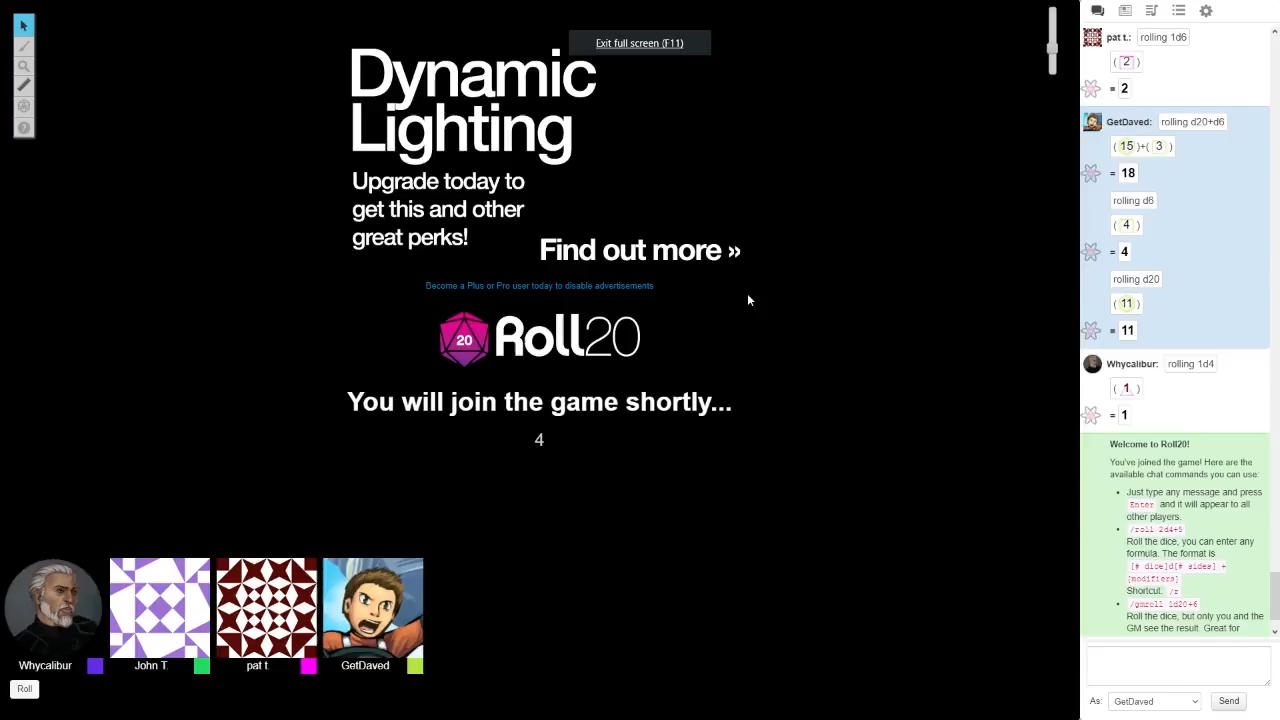 Exit full screen (F11)
Dynamic
Lighting
Upgrade today to
get this and other
great perks!
Find out more »
Become a Plus or Pro user today to disable advertisements
20 Roll20
You will join the game shortly...
4
Whycalibur
John T.
pat t.
GetDaved
Roll
pat t.: rolling 1d6
( 2 )
= 2
GetDaved: rolling d20+d6
( 15 )+( 3 )
= 18
rolling d6
( 4 )
= 4
rolling d20
( 11 )
= 11
Whycalibur: rolling 1d4
( 1 )
= 1
Welcome to Roll20!
You've joined the game! Here are the
available chat commands you can use:
• Just type any message and press
Enter and it will appear to all
other players.
• /roll 2d4+5
Roll the dice, you can enter any
formula. The format is
[# dice]d[# sides] +
[modifiers]
Shortcut: /r
• /gmroll 1d20+6
Roll the dice, but only you and the
GM see the result. Great for
As: GetDaved Send